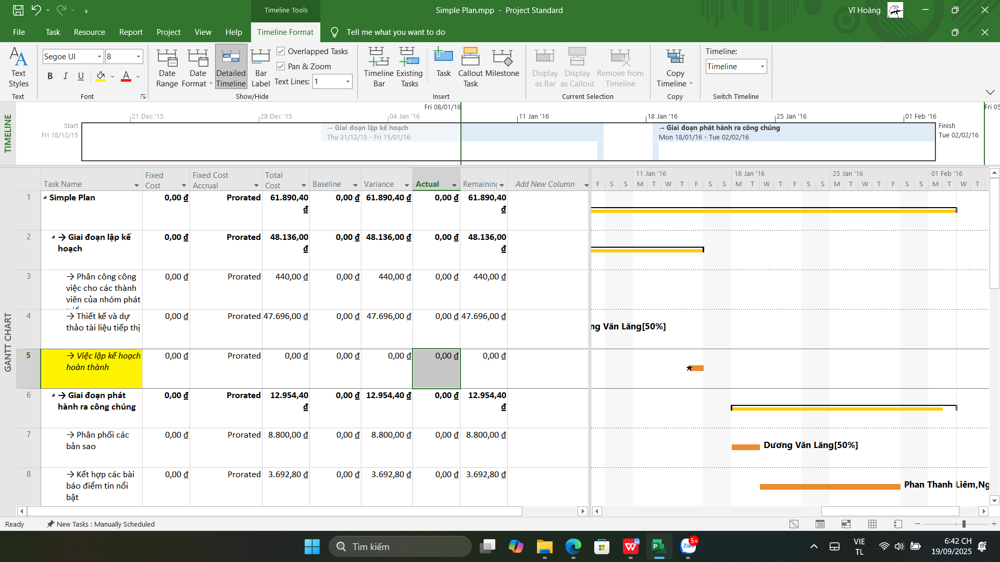 Timeline Tools
Simple Plan.mpp - Project Standard
Vĩ Hoàng
File Task Resource Report Project View Help Timeline Format Tell me what you want to do
Text Styles
Text
Segoe UI 8
B I U A
Font
Date Range
Date Format
Detailed Timeline
Bar Label
Overlapped Tasks
Pan & Zoom
Text Lines: 1
Show/Hide
Timeline Bar
Existing Tasks
Task
Callout Task
Milestone
Insert
Display as Bar
Display as Callout
Remove from Timeline
Current Selection
Copy Timeline
Copy
Timeline:
Timeline
Switch Timeline
TIMELINE
Fri 08/01/16
Fri 05
21 Dec '15 28 Dec '15 04 Jan '16 11 Jan '16 18 Jan '16 25 Jan '16 01 Feb '16
Start
Fri 18/12/15
→ Giai đoạn lập kế hoạch
Thu 31/12/15 - Fri 15/01/16
→ Giai đoạn phát hành ra công chúng
Mon 18/01/16 - Tue 02/02/16
Finish
Tue 02/02/16
GANTT CHART
Task Name Fixed Cost Fixed Cost Accrual Total Cost Baseline Variance Actual Remaining Add New Column
11 Jan '16 18 Jan '16 25 Jan '16 01 Feb '16
F S S M T W T F S S M T W T F S S M T W T F S S M T W T
1 Simple Plan 0,00 ₫ Prorated 61.890,40 ₫ 0,00 ₫ 61.890,40 ₫ 0,00 ₫ 61.890,40 ₫
2 → Giai đoạn lập kế hoạch 0,00 ₫ Prorated 48.136,00 ₫ 0,00 ₫ 48.136,00 ₫ 0,00 ₫ 48.136,00 ₫
3 → Phân công công việc cho các thành viên của nhóm phát 0,00 ₫ Prorated 440,00 ₫ 0,00 ₫ 440,00 ₫ 0,00 ₫ 440,00 ₫
4 → Thiết kế và dự thảo tài liệu tiếp thị 0,00 ₫ Prorated 47.696,00 ₫ 0,00 ₫ 47.696,00 ₫ 0,00 ₫ 47.696,00 ₫
ng Văn Lăng[50%]
5 → Việc lập kế hoạch hoàn thành 0,00 ₫ Prorated 0,00 ₫ 0,00 ₫ 0,00 ₫ 0,00 ₫ 0,00 ₫
6 → Giai đoạn phát hành ra công chúng 0,00 ₫ Prorated 12.954,40 ₫ 0,00 ₫ 12.954,40 ₫ 0,00 ₫ 12.954,40 ₫
7 → Phân phối các bản sao 0,00 ₫ Prorated 8.800,00 ₫ 0,00 ₫ 8.800,00 ₫ 0,00 ₫ 8.800,00 ₫
Dương Văn Lăng[50%]
8 → Kết hợp các bài báo điểm tin nổi bật 0,00 ₫ Prorated 3.692,80 ₫ 0,00 ₫ 3.692,80 ₫ 0,00 ₫ 3.692,80 ₫
Phan Thanh Liêm,Ng
Ready New Tasks : Manually Scheduled
Tìm kiếm
Zalo 5+
VIE
TL
6:42 CH
19/09/2025